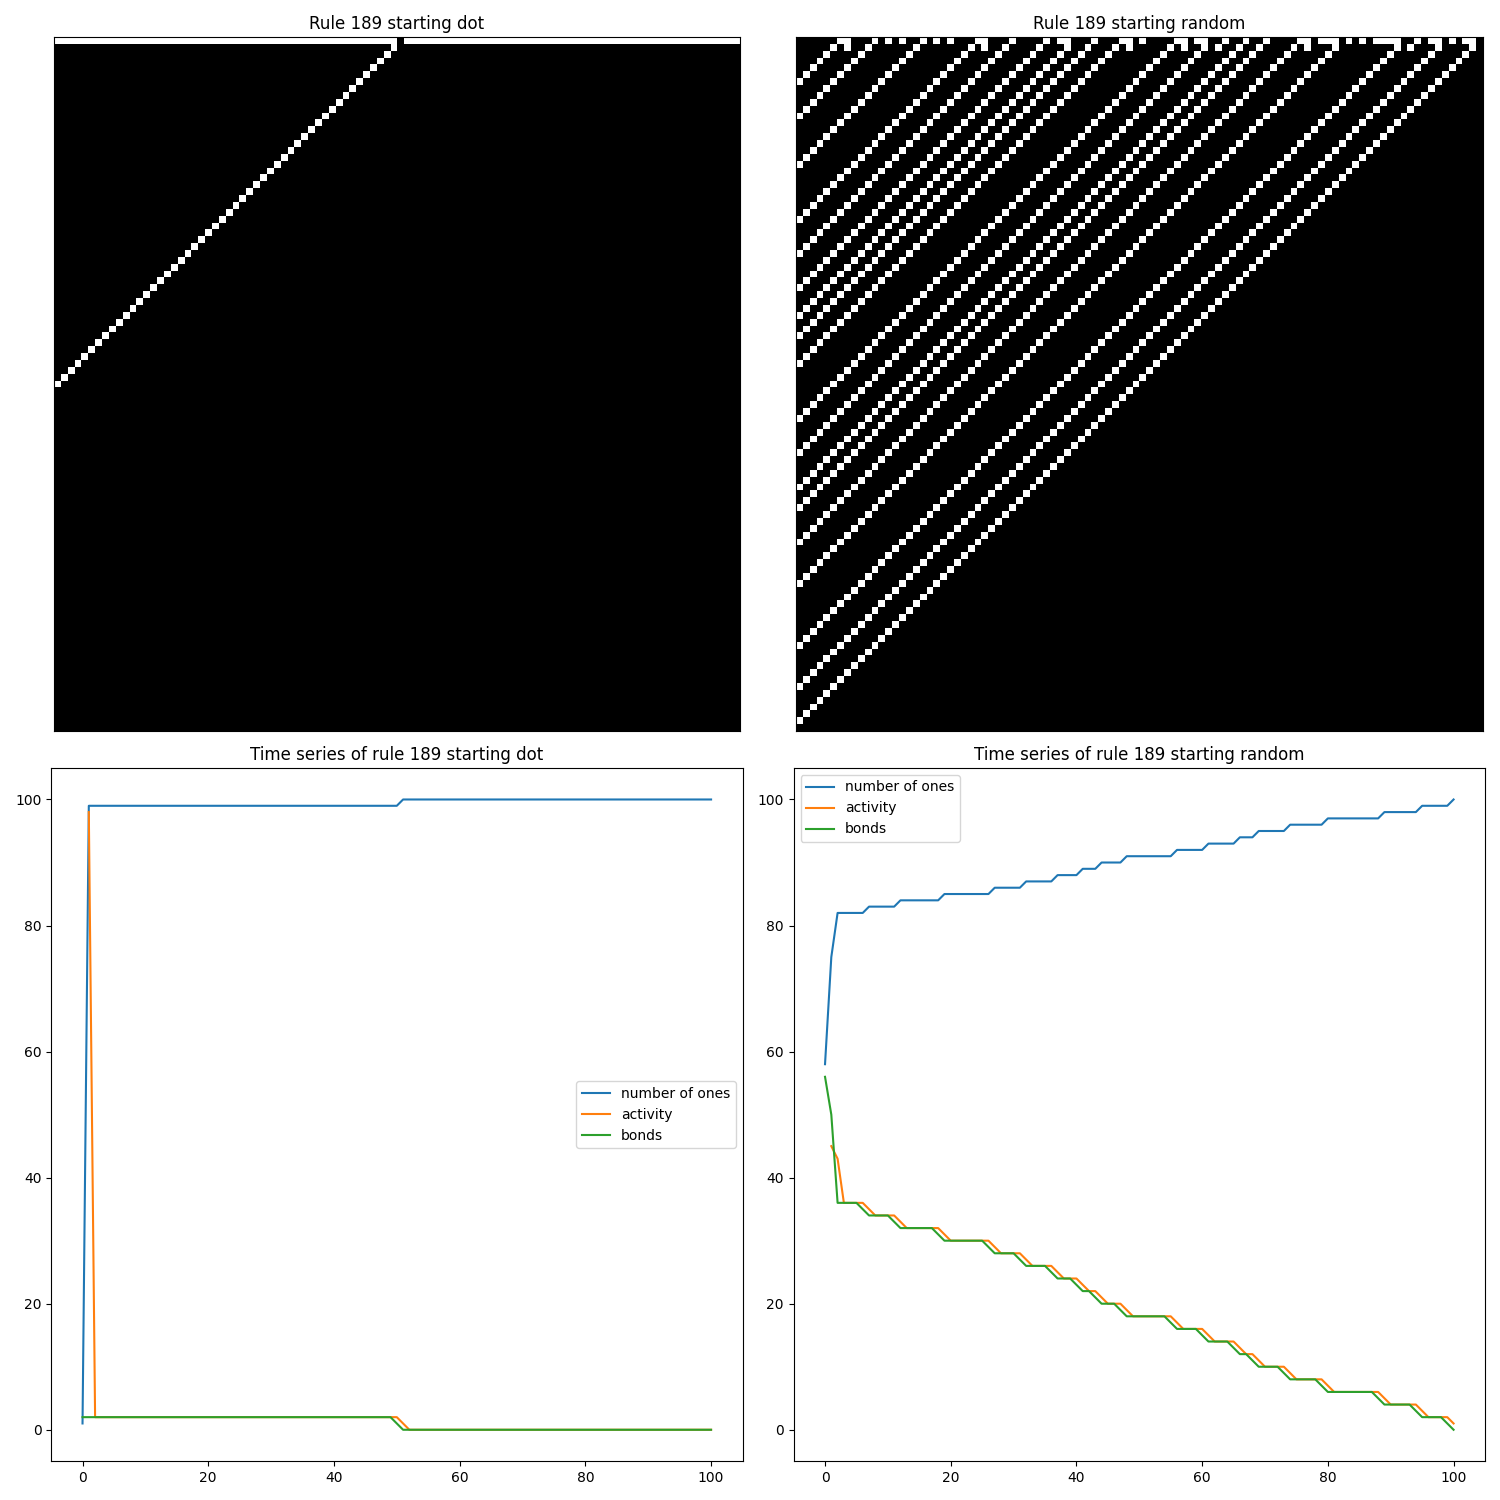 Rule 189 starting dot
Rule 189 starting random
Time series of rule 189 starting dot
100
80
60
40
20
0
number of ones
activity
bonds
0 20 40 60 80 100
Time series of rule 189 starting random
number of ones
activity
bonds
100
80
60
40
20
0
0 20 40 60 80 100